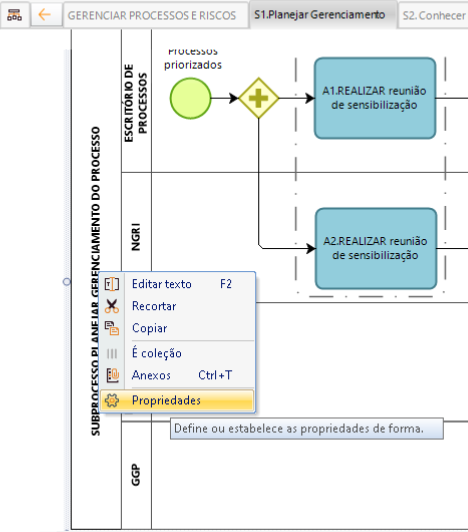 GERENCIAR PROCESSOS E RISCOS
S1.Planejar Gerenciamento
S2. Conhecer
Processos
priorizados
ESCRITÓRIO DE
PROCESSOS
A1.REALIZAR reunião
de sensibilização
SUBPROCESSO PLANEJAR GERENCIAMENTO DO PROCESSO
NGRI
A2.REALIZAR reunião
de sensibilização
Editar texto F2
Recortar
Copiar
É coleção
Anexos Ctrl+T
Propriedades
Define ou estabelece as propriedades de forma.
GGP